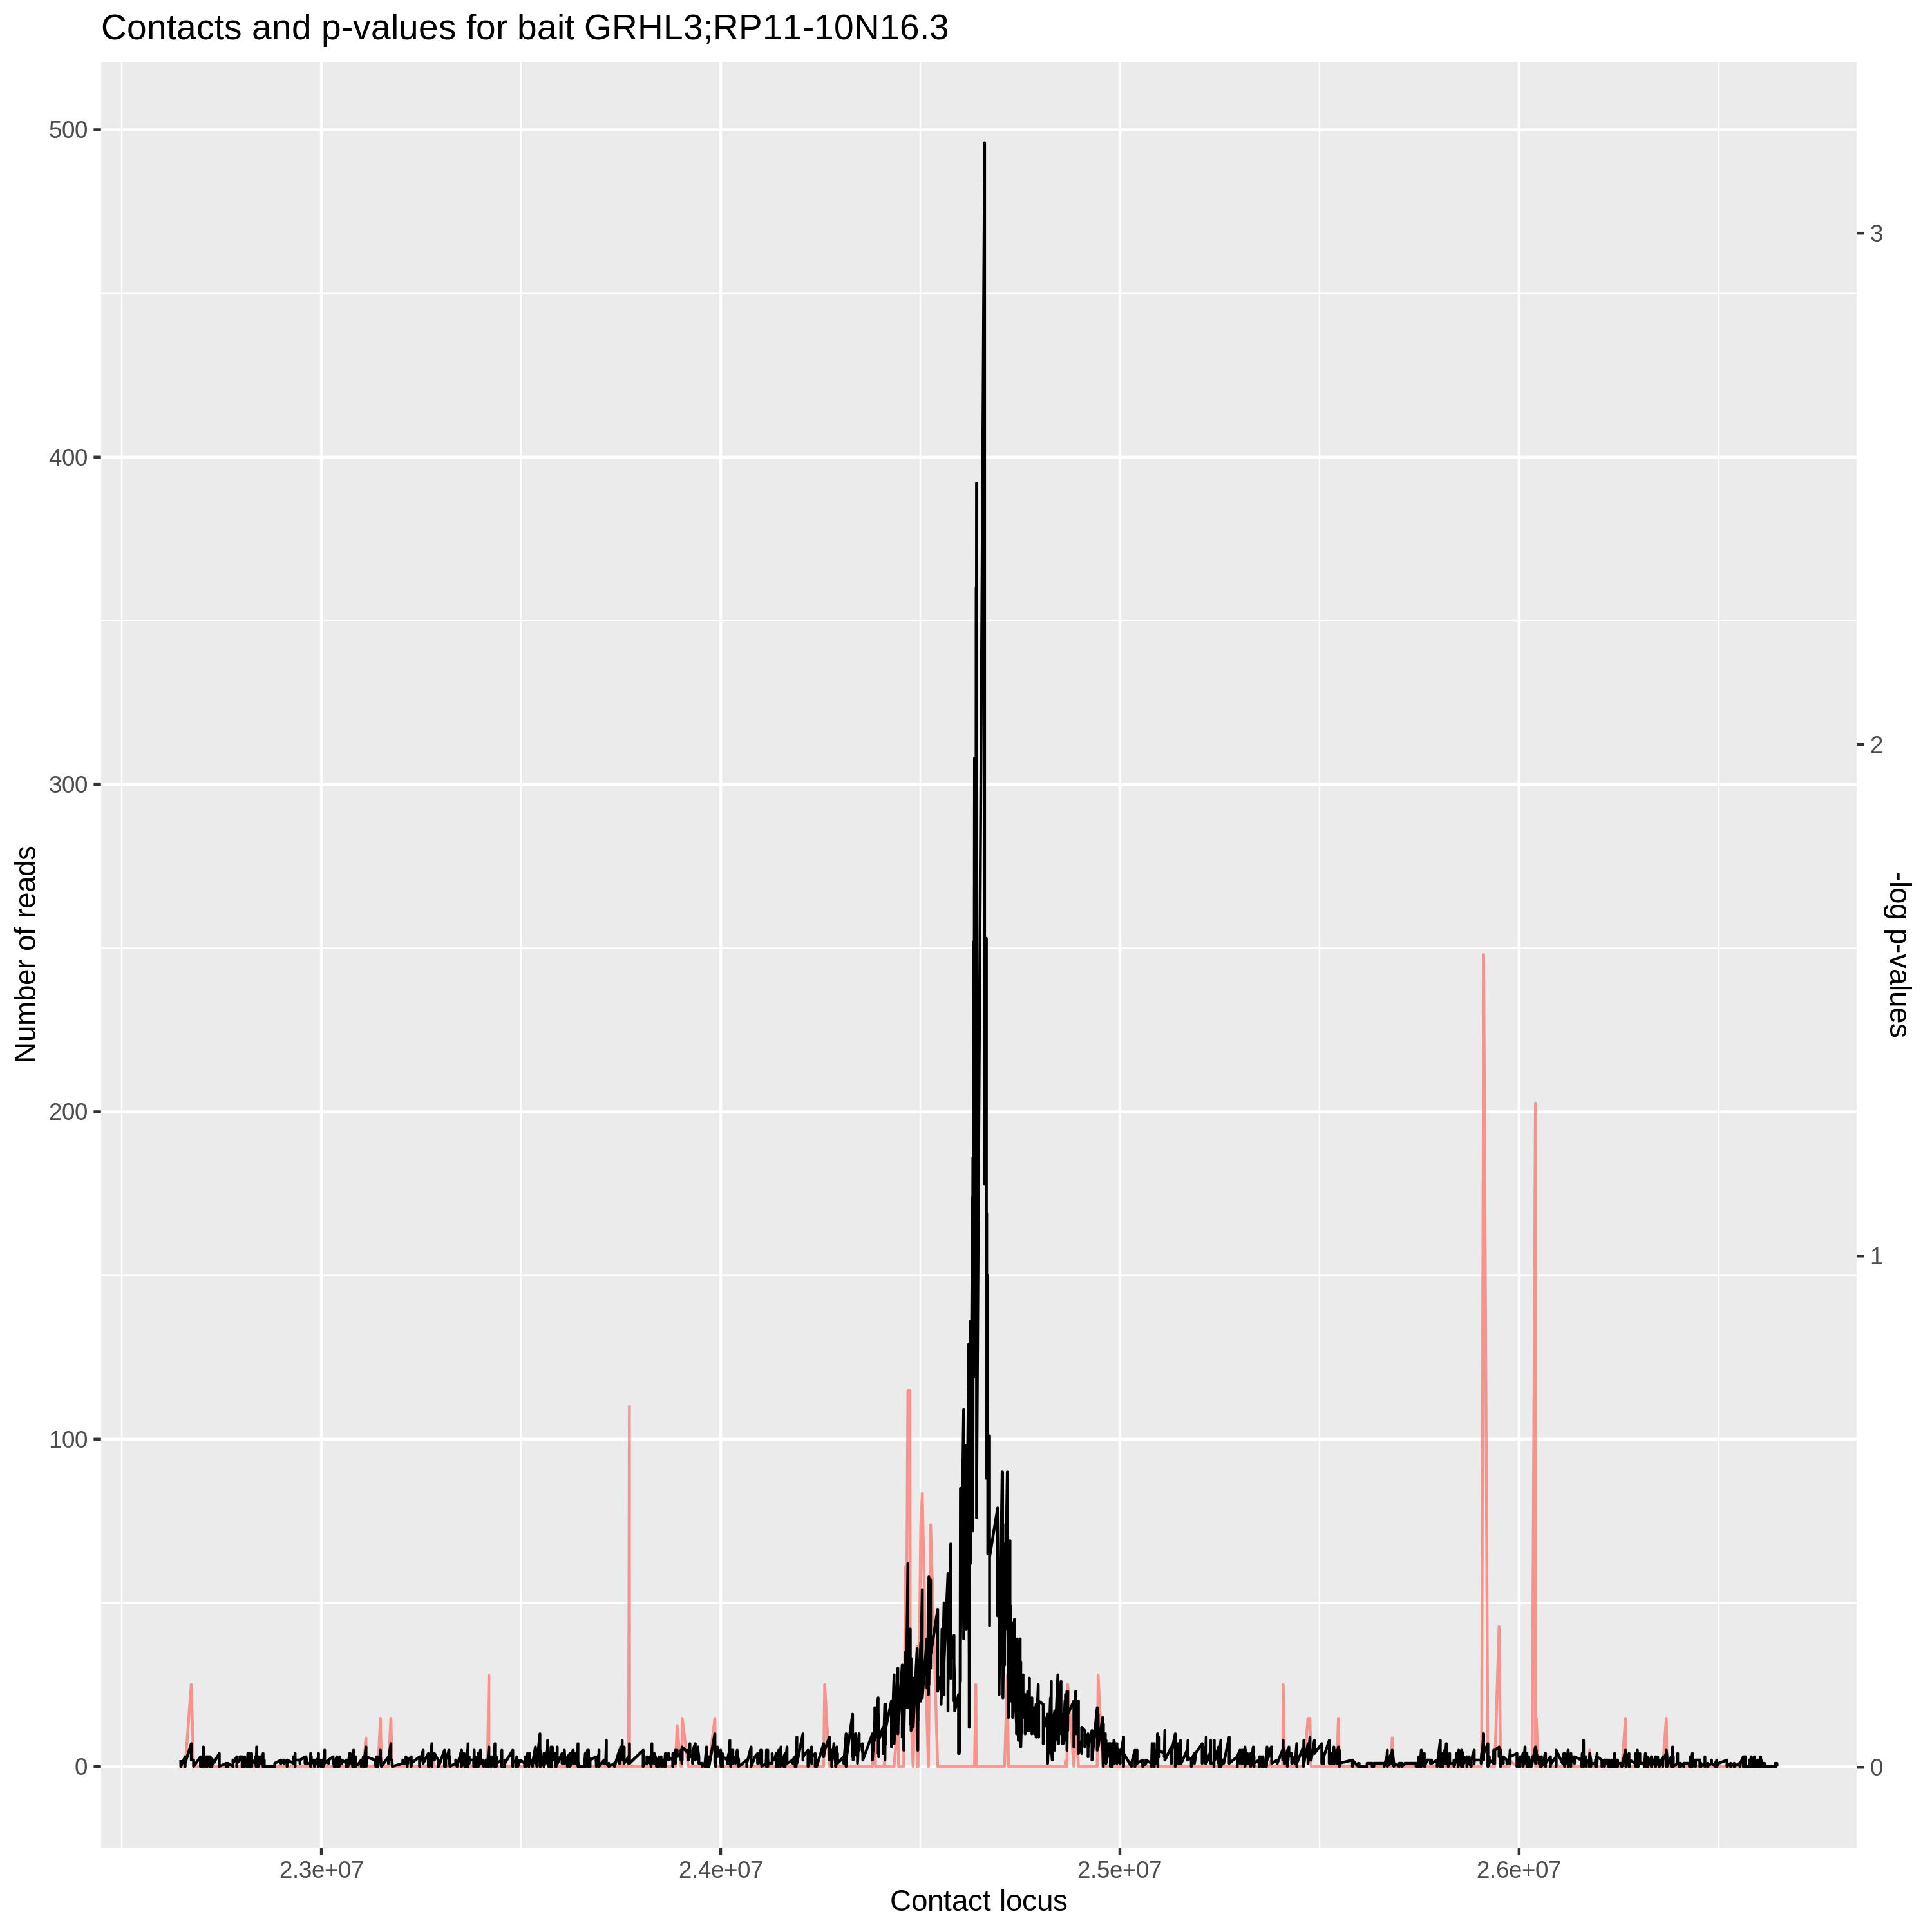 Contacts and p-values for bait GRHL3;RP11-10N16.3
500
400
300
200
100
0
Number of reads
3
2
1
0
-log p-values
2.3e+07
2.4e+07
2.5e+07
2.6e+07
Contact locus